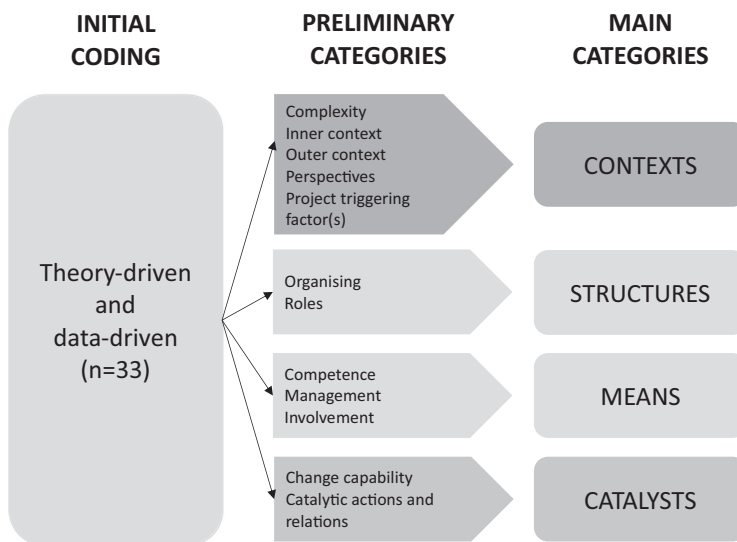 INITIAL
CODING
PRELIMINARY
CATEGORIES
MAIN
CATEGORIES
Theory-driven
and
data-driven
(n=33)
Complexity
Inner context
Outer context
Perspectives
Project triggering
factor(s)
CONTEXTS
Organising
Roles
STRUCTURES
Competence
Management
Involvement
MEANS
Change capability
Catalytic actions and
relations
CATALYSTS